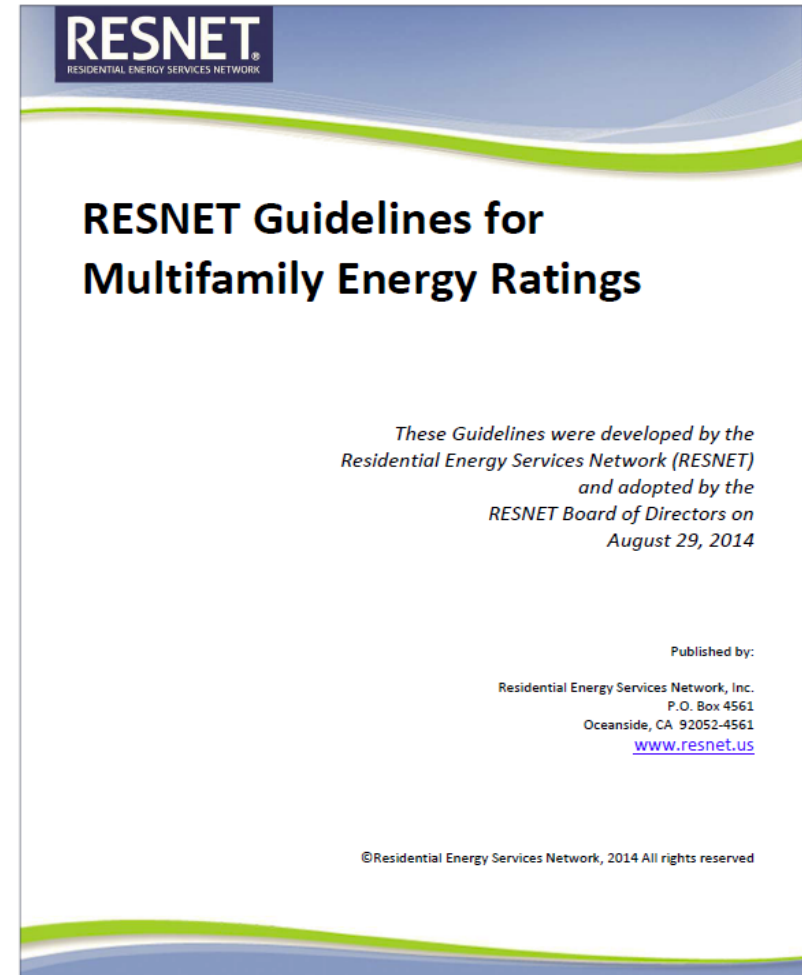 RESNET®
RESIDENTIAL ENERGY SERVICES NETWORK
RESNET Guidelines for
Multifamily Energy Ratings
These Guidelines were developed by the
Residential Energy Services Network (RESNET)
and adopted by the
RESNET Board of Directors on
August 29, 2014
Published by:
Residential Energy Services Network, Inc.
P.O. Box 4561
Oceanside, CA 92052-4561
www.resnet.us
©Residential Energy Services Network, 2014 All rights reserved